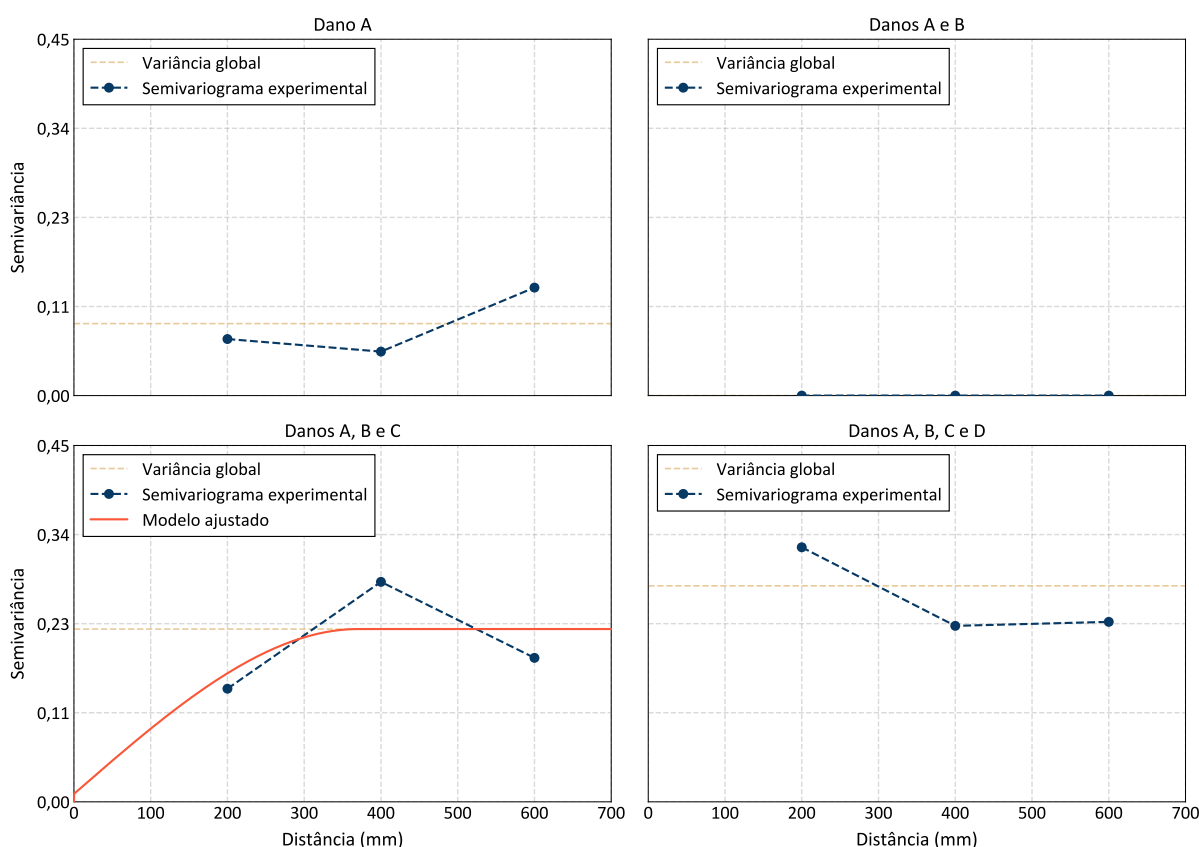 Dano A
Danos A e B
0,45
Variância global
Semivariograma experimental
Variância global
Semivariograma experimental
0,34
0,23
0,11
0,00
Semivariância
Danos A, B e C
Danos A, B, C e D
0,45
Variância global
Semivariograma experimental
Modelo ajustado
Variância global
Semivariograma experimental
0,34
0,23
0,11
0,00
Semivariância
0 100 200 300 400 500 600 700
0 100 200 300 400 500 600 700
Distância (mm)
Distância (mm)